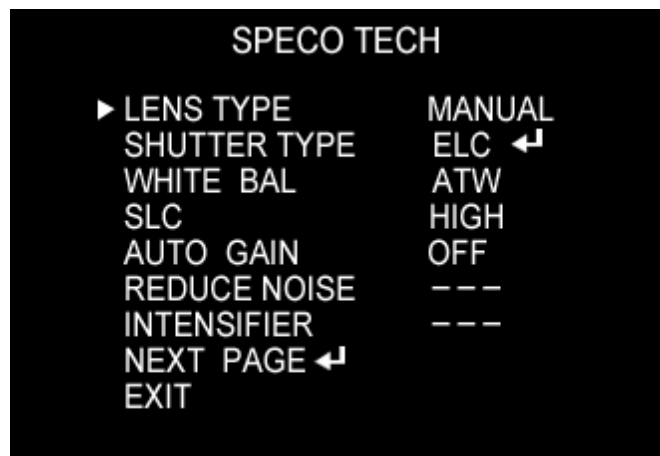 SPECO TECH
► LENS TYPE MANUAL
SHUTTER TYPE ELC ↵
WHITE BAL ATW
SLC HIGH
AUTO GAIN OFF
REDUCE NOISE ---
INTENSIFIER ---
NEXT PAGE ↵
EXIT